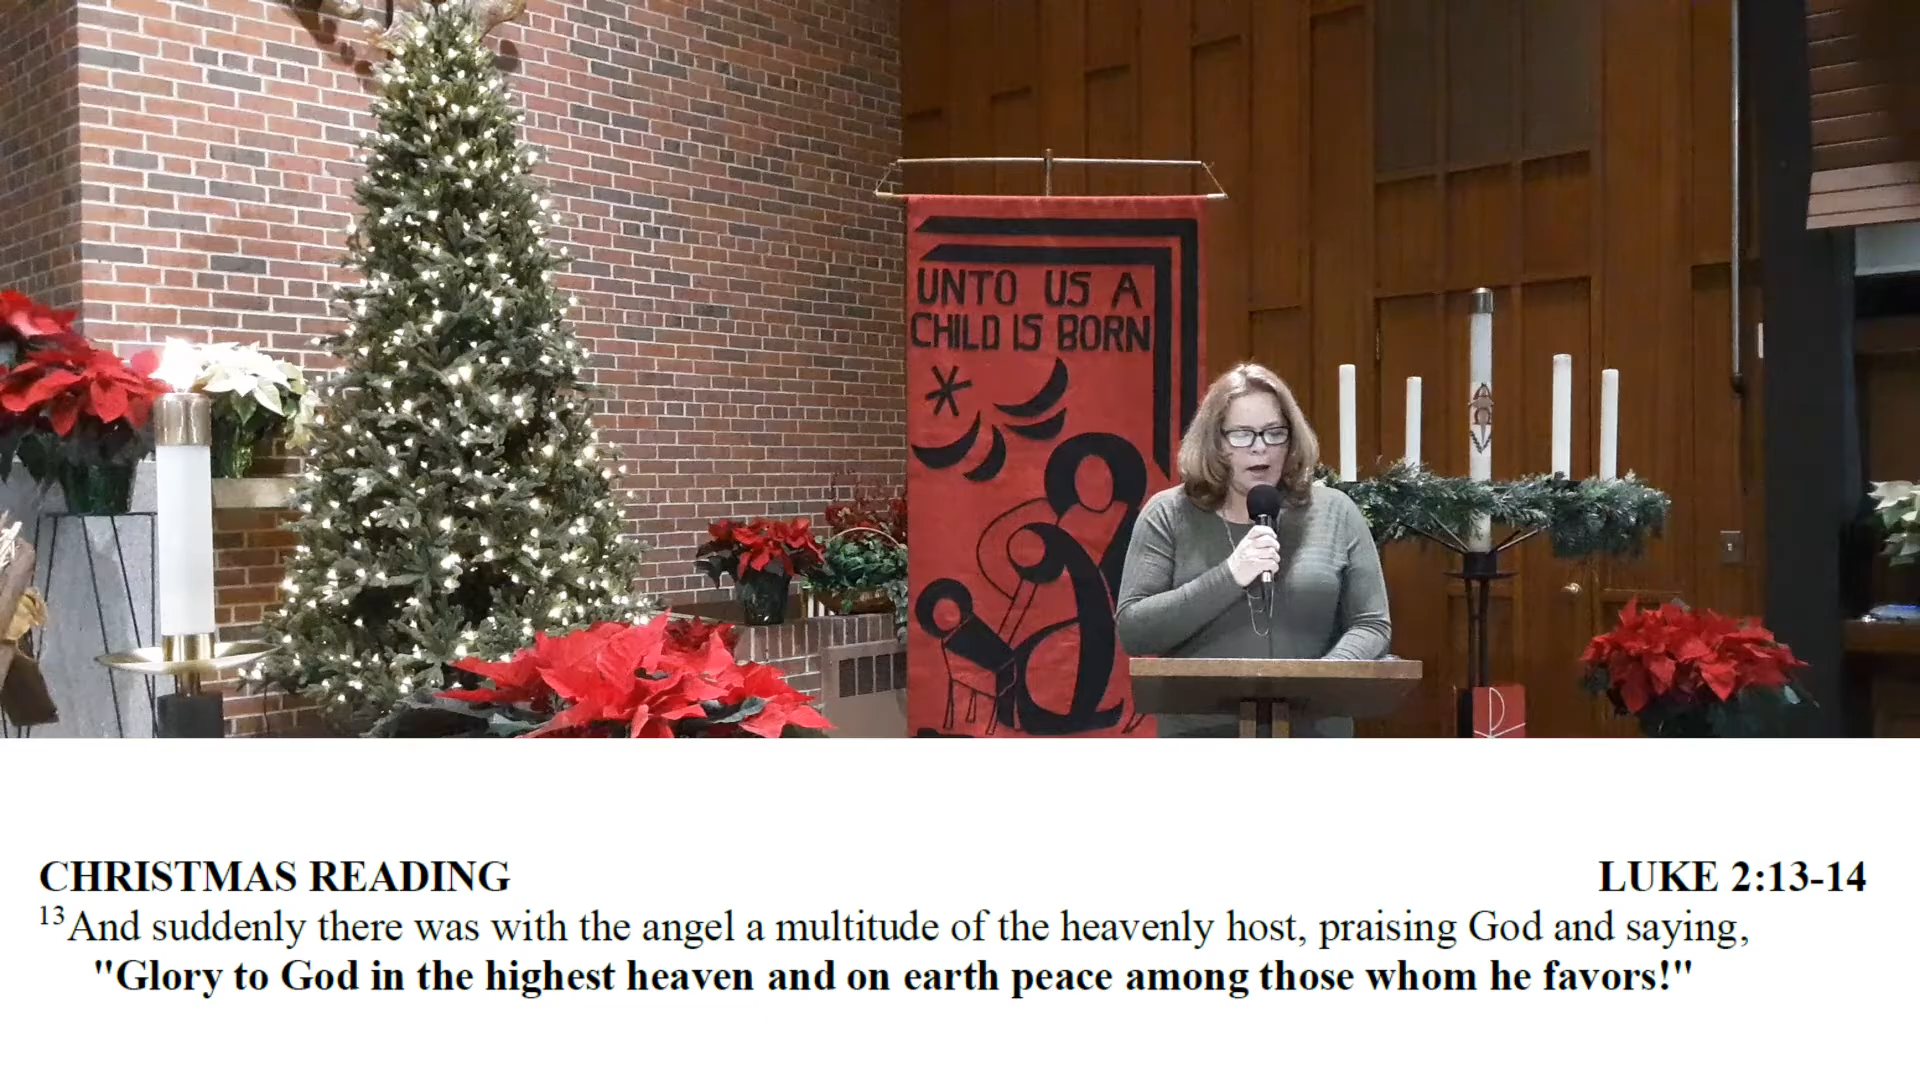 UNTO US A
CHILD IS BORN
CHRISTMAS READING LUKE 2:13-14
13And suddenly there was with the angel a multitude of the heavenly host, praising God and saying,
"Glory to God in the highest heaven and on earth peace among those whom he favors!"